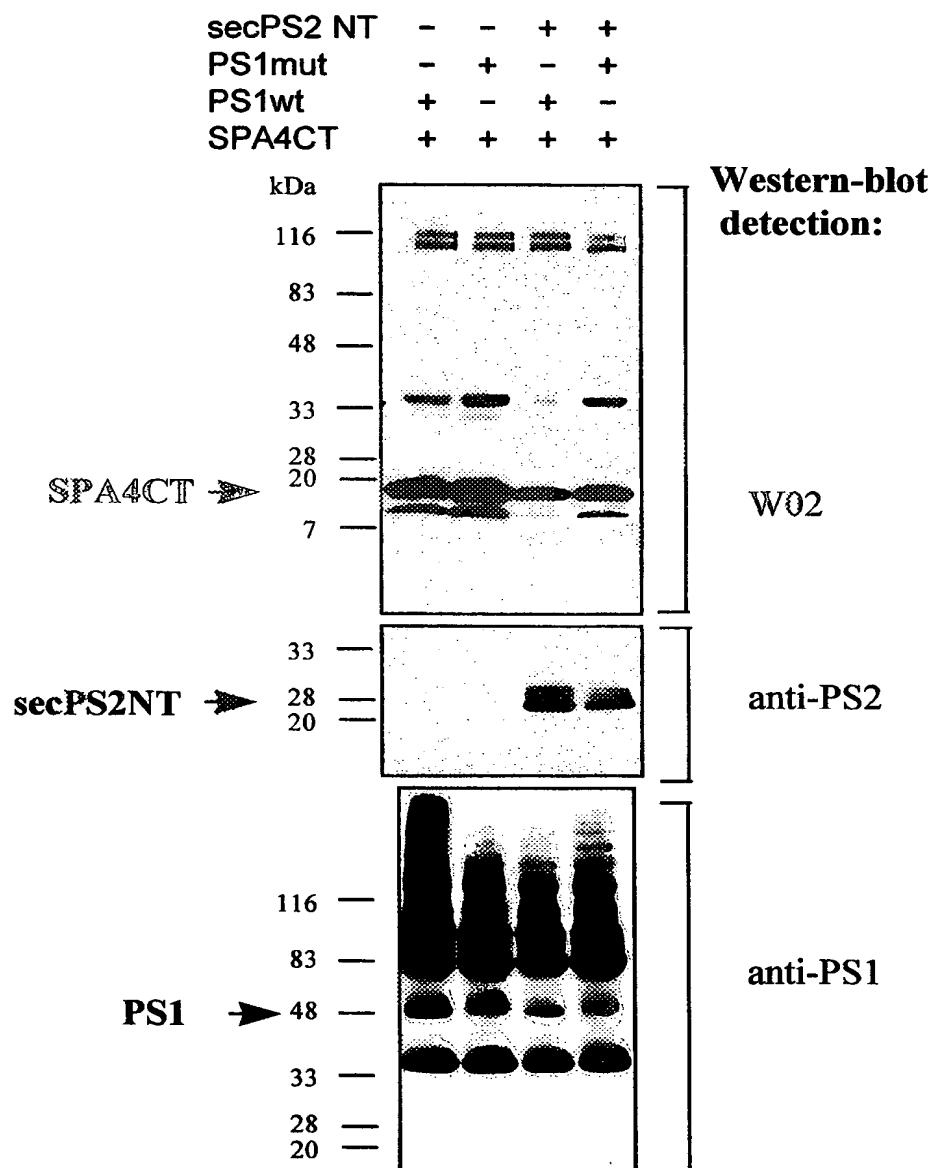 secPS2 NT - - + +
PS1mut - + - +
PS1wt + - + -
SPA4CT + + + +
kDa
Western-blot
detection:
116
83
48
33
28
20
SPA4CT
7
W02
33
secPS2NT
28
20
anti-PS2
116
83
anti-PS1
PS1
48
33
28
20